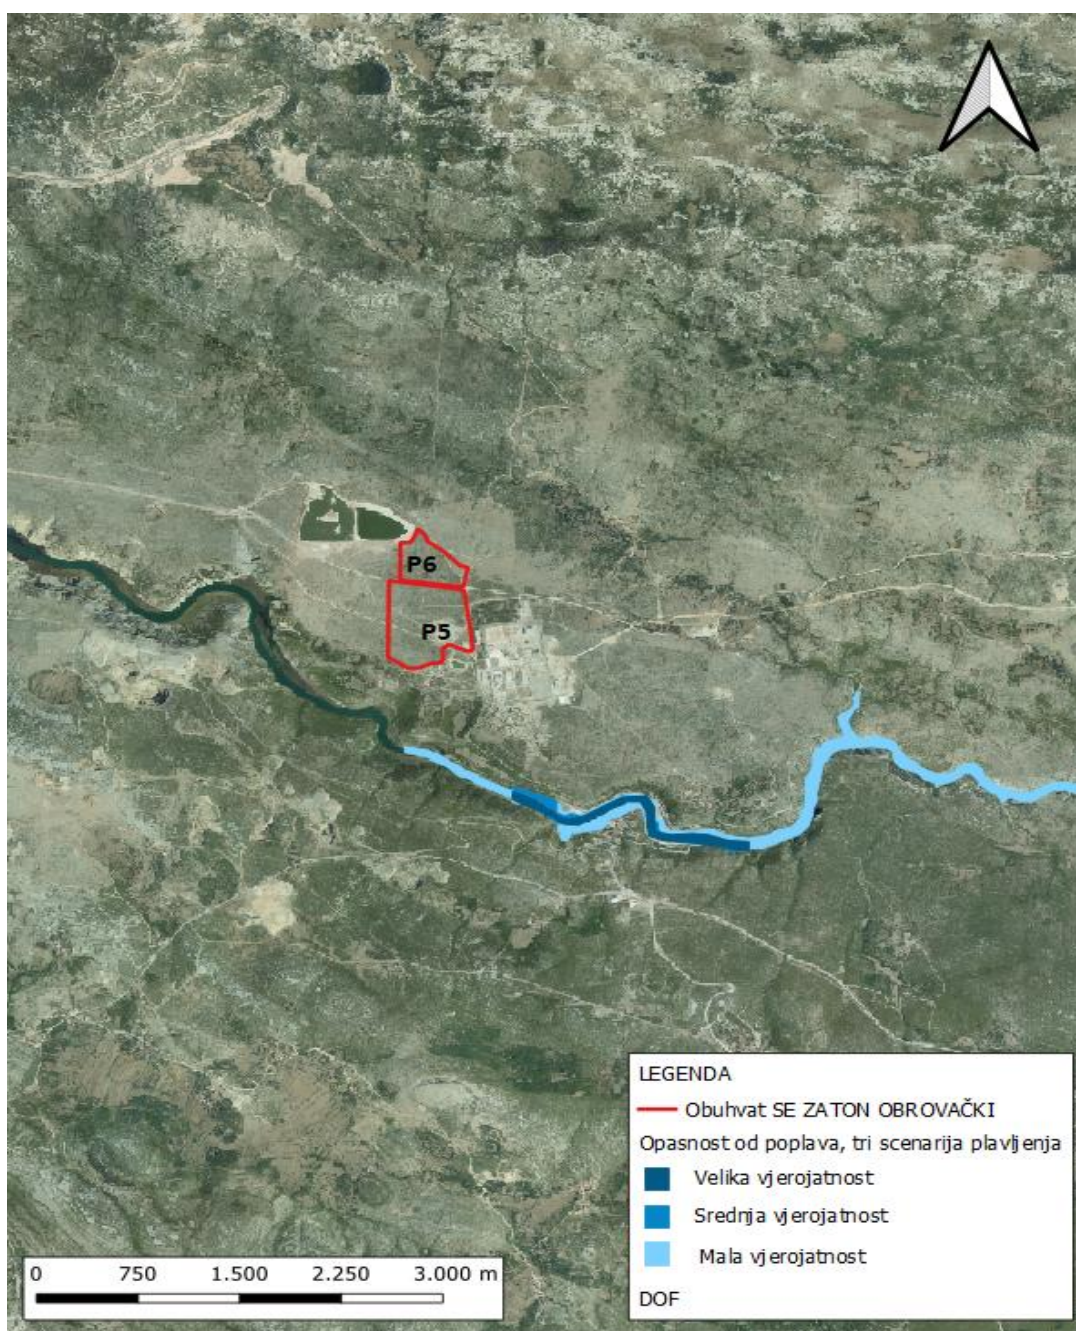 P6
P5
LEGENDA
Obuhvat SE ZATON OBROVAČKI
Opasnost od poplava, tri scenarija plavljenja
Velika vjerojatnost
Srednja vjerojatnost
Mala vjerojatnost
DOF
0 750 1.500 2.250 3.000 m